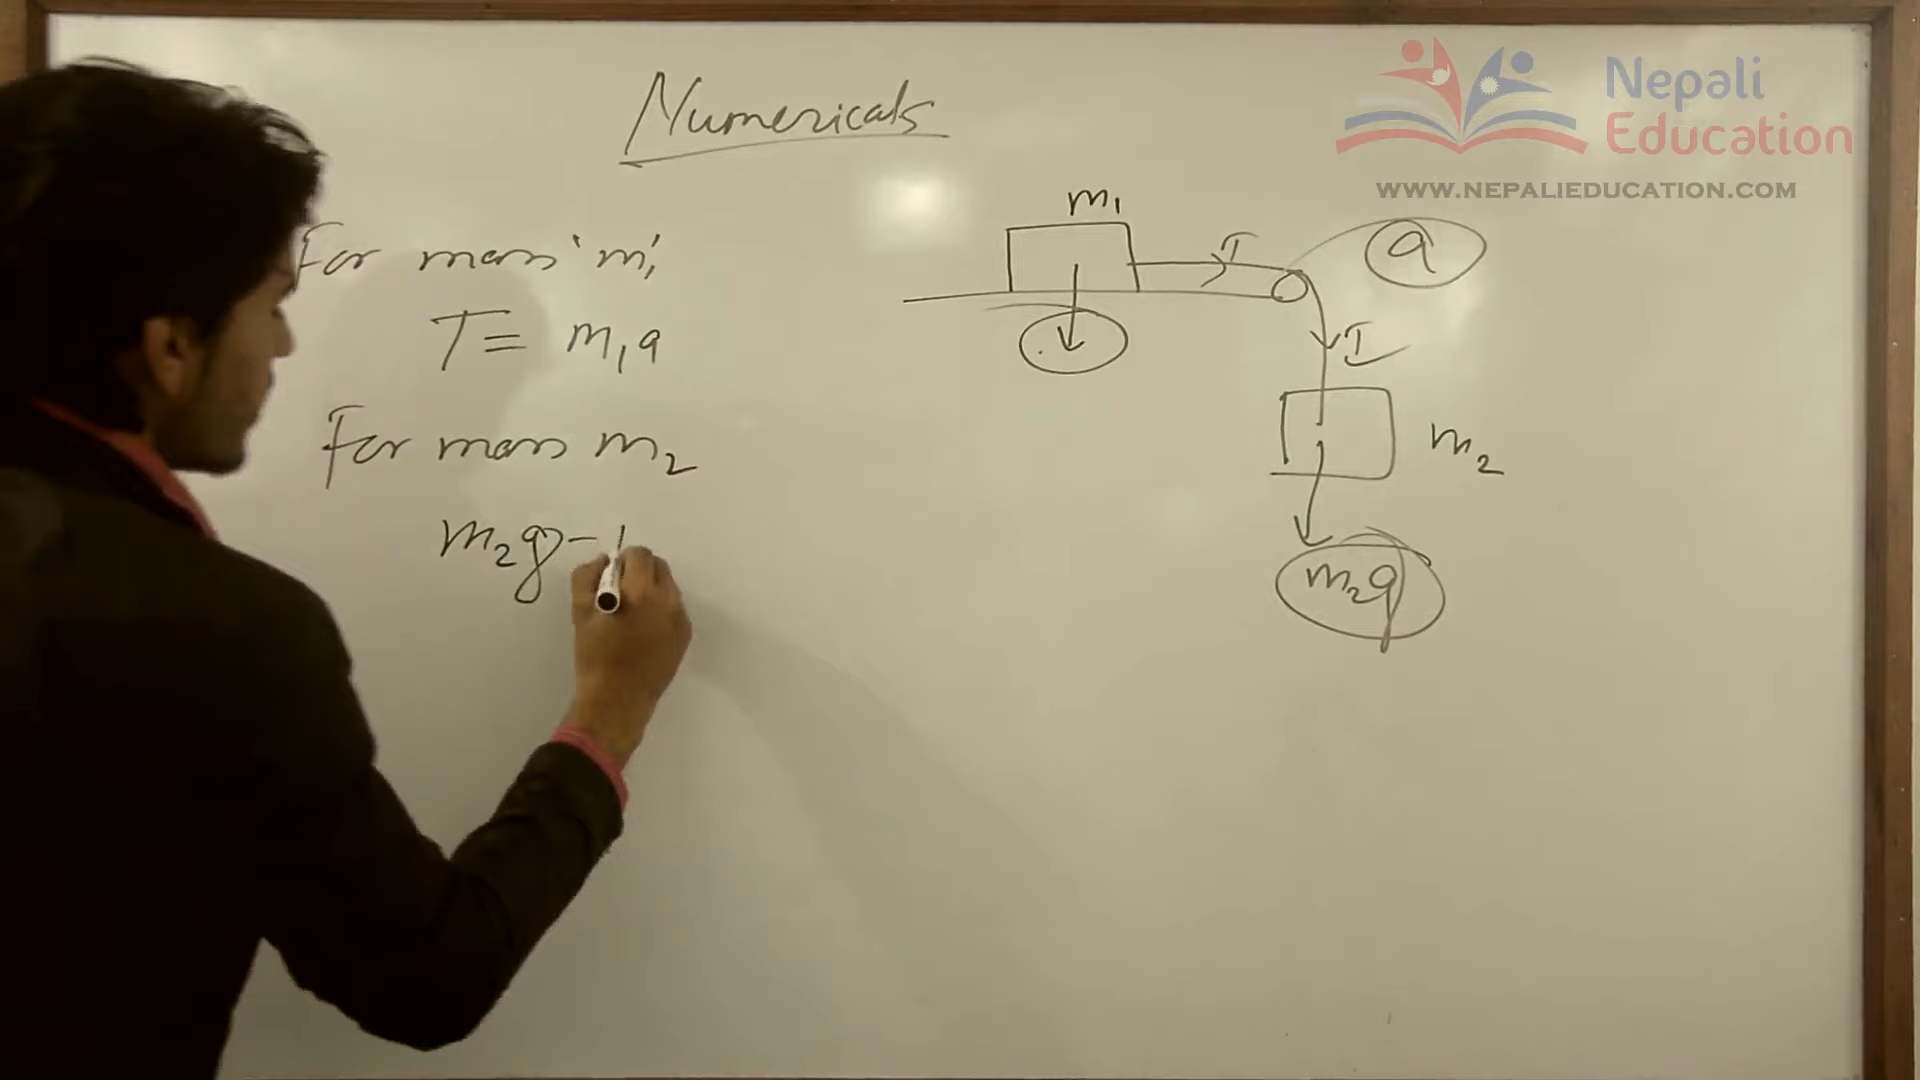 Numericals
Nepali
Education
WWW.NEPALIEDUCATION.COM
For mass 'm₁'
T = m₁a
For mass m₂
m₂g -
m₁
T
a
T
m₂
m₂g